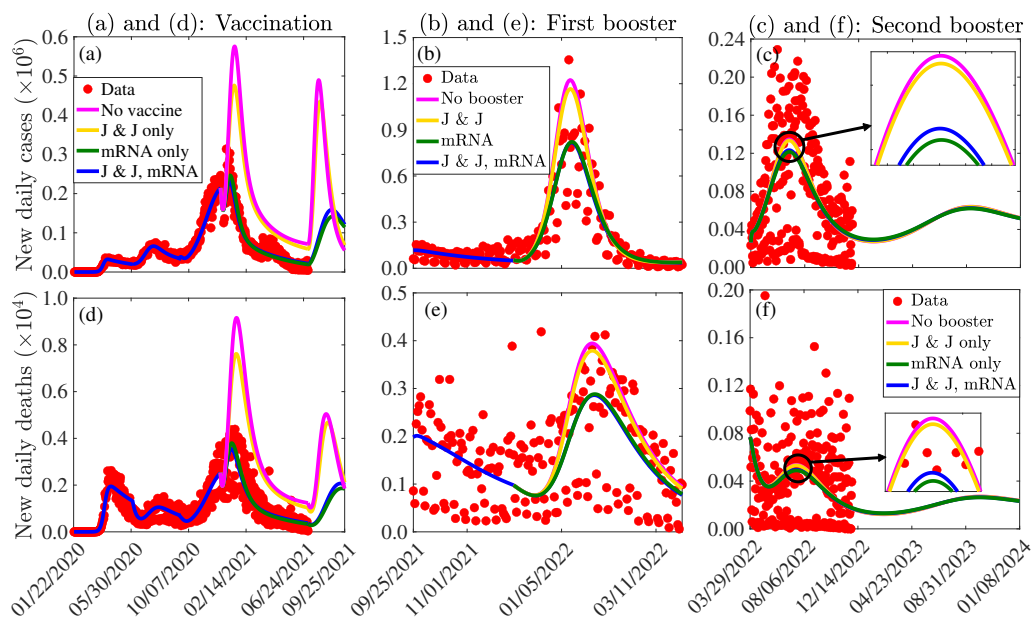 (a) and (d): Vaccination
(b) and (e): First booster
(c) and (f): Second booster
New daily cases (×10⁶)
0.6
0.5
0.4
0.3
0.2
0.1
0.0
(a)
Data
No vaccine
J & J only
mRNA only
J & J, mRNA
1.5
1.2
0.9
0.6
0.3
0.0
(b)
Data
No booster
J & J
mRNA
J & J, mRNA
0.24
0.20
0.16
0.12
0.08
0.04
0.00
(c)
New daily deaths (×10⁴)
1.0
0.8
0.6
0.4
0.2
0.0
(d)
01/22/2020
05/30/2020
10/07/2020
02/14/2021
06/24/2021
09/25/2021
0.5
0.4
0.3
0.2
0.1
0.0
(e)
09/25/2021
11/01/2021
01/05/2022
03/11/2022
0.20
0.16
0.12
0.08
0.04
0.00
(f)
Data
No booster
J & J only
mRNA only
J & J, mRNA
03/29/2022
08/06/2022
12/14/2022
04/23/2023
08/31/2023
01/08/2024